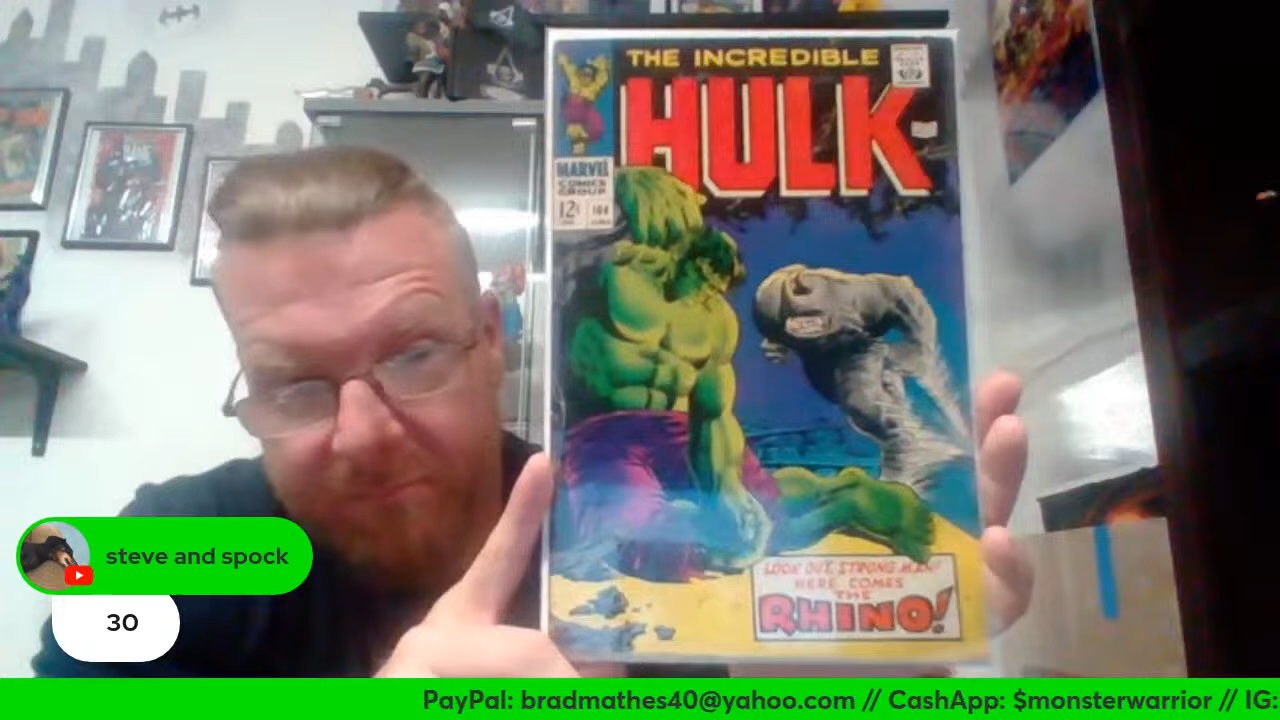 THE INCREDIBLE
HULK
MARVEL
COMICS
GROUP
12¢
LOOK OUT, STRONG MAN!
HERE COMES
THE
RHINO!
steve and spock
30
PayPal: bradmathes40@yahoo.com // CashApp: $monsterwarrior // IG: